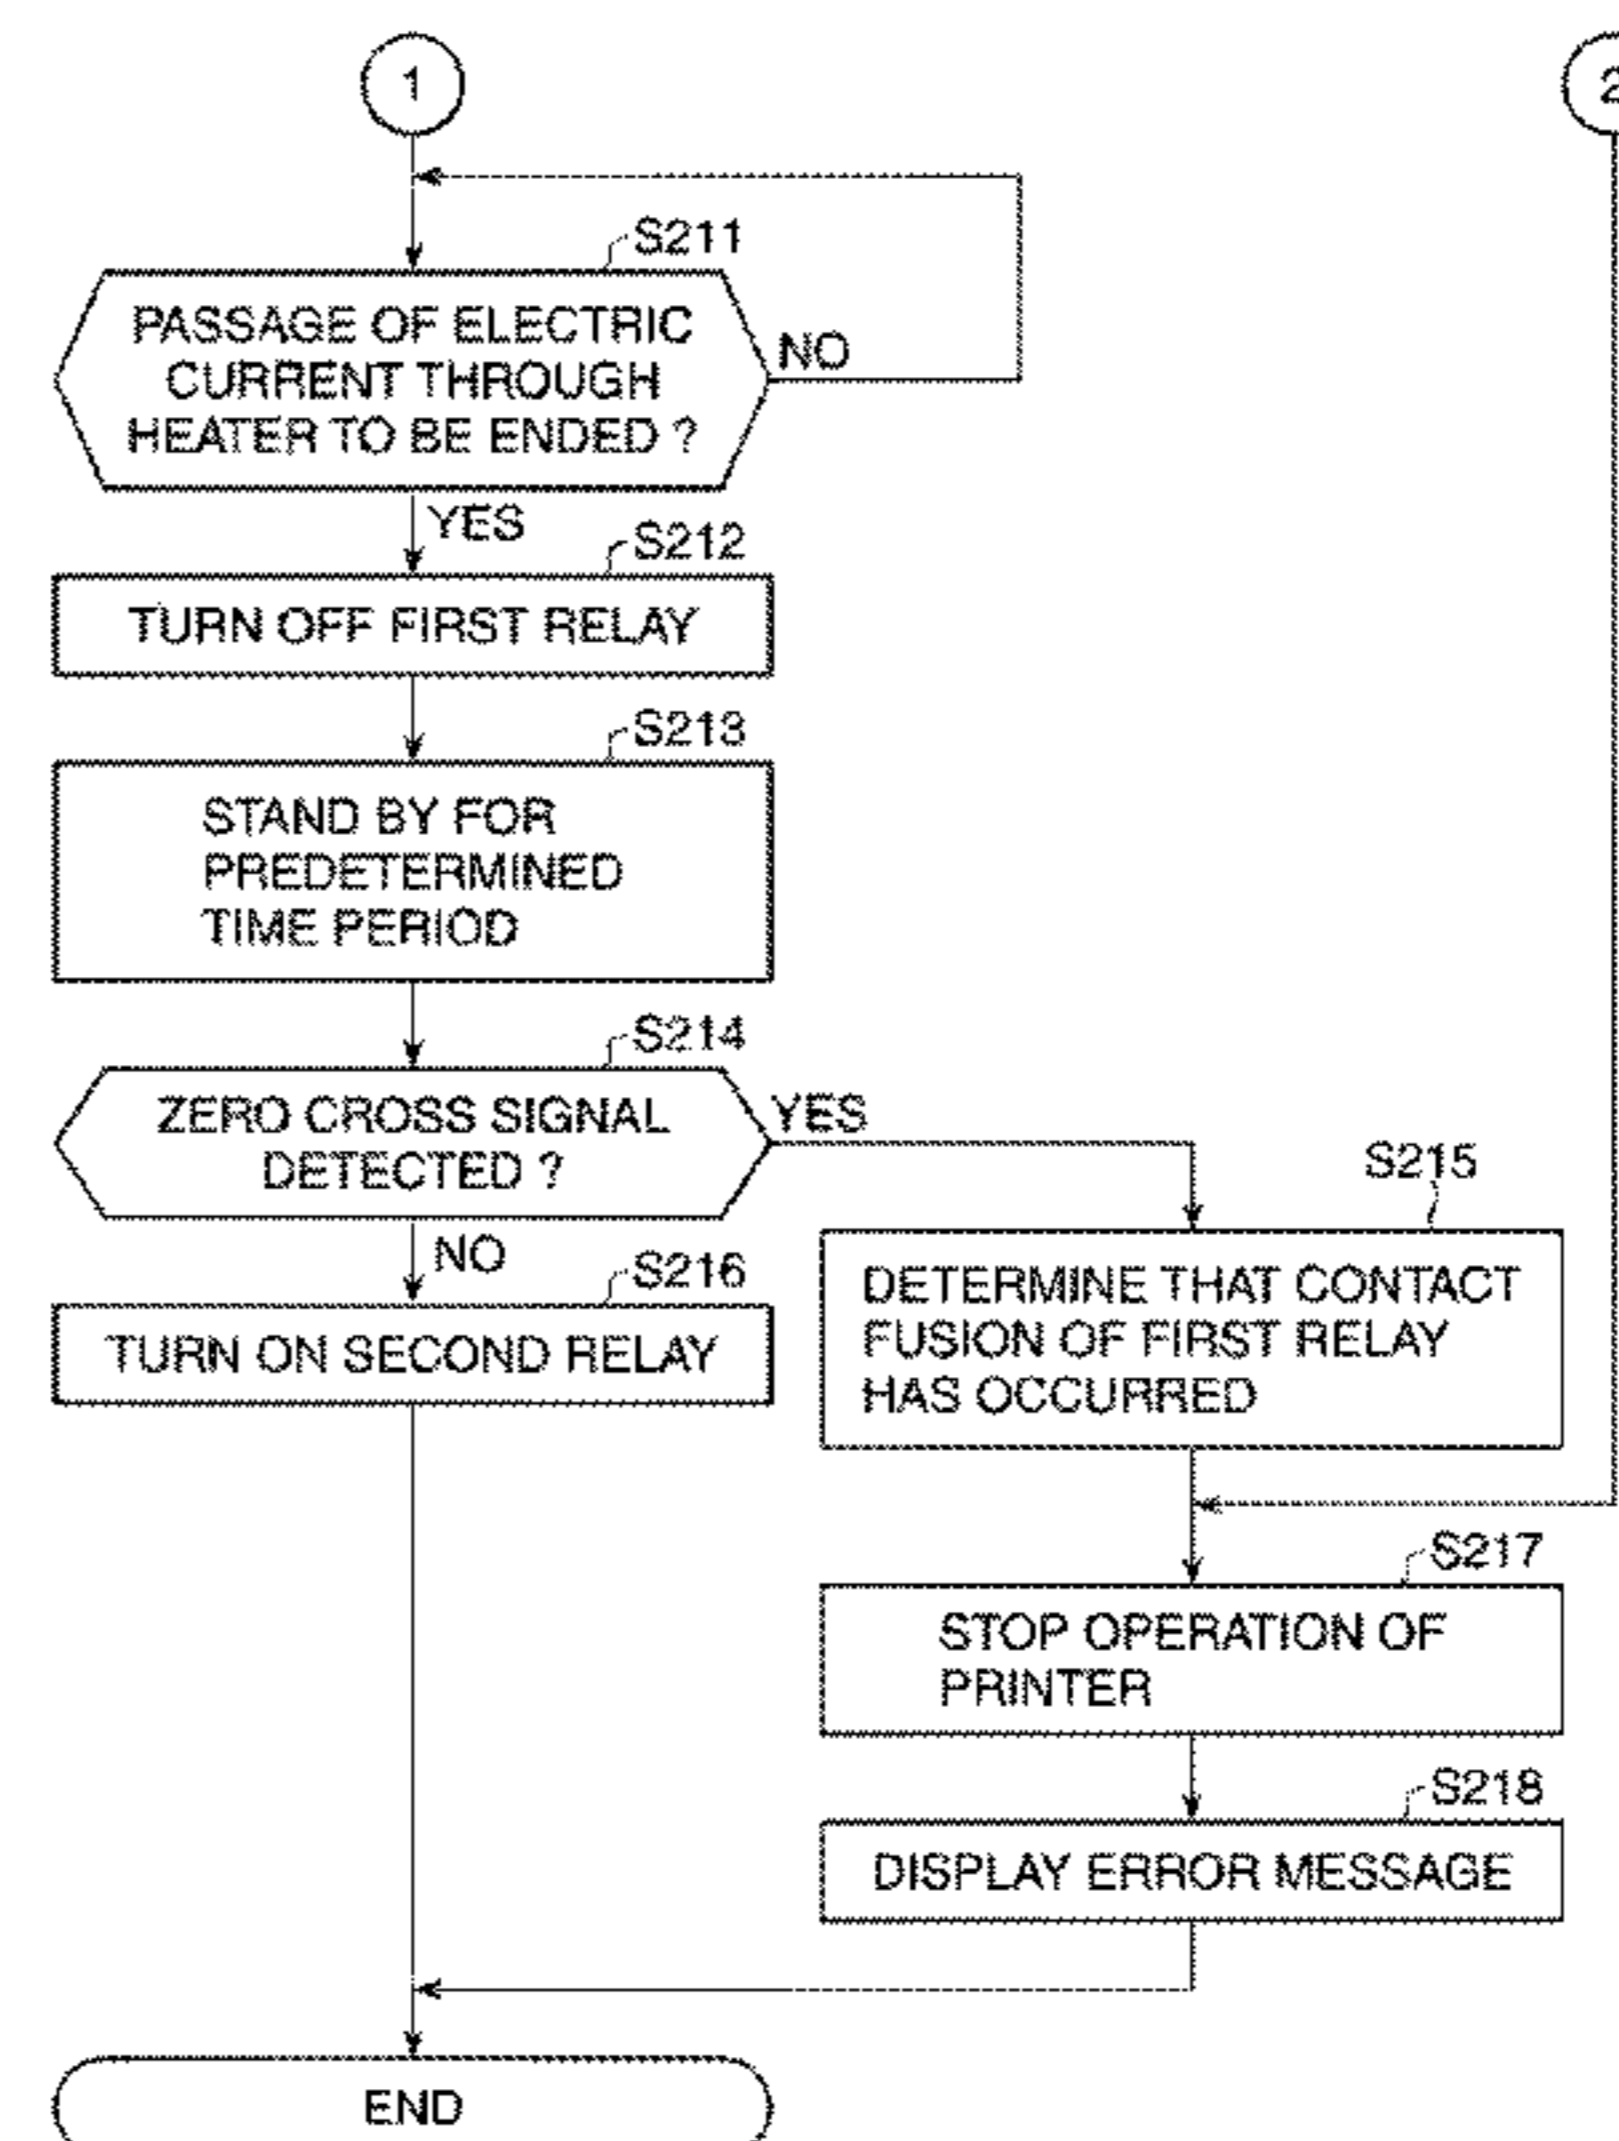 1
2
S211
PASSAGE OF ELECTRIC
CURRENT THROUGH
HEATER TO BE ENDED ?
NO
YES
S212
TURN OFF FIRST RELAY
S213
STAND BY FOR
PREDETERMINED
TIME PERIOD
S214
ZERO CROSS SIGNAL
DETECTED ?
YES
NO
S215
DETERMINE THAT CONTACT
FUSION OF FIRST RELAY
HAS OCCURRED
S216
TURN ON SECOND RELAY
S217
STOP OPERATION OF
PRINTER
S218
DISPLAY ERROR MESSAGE
END